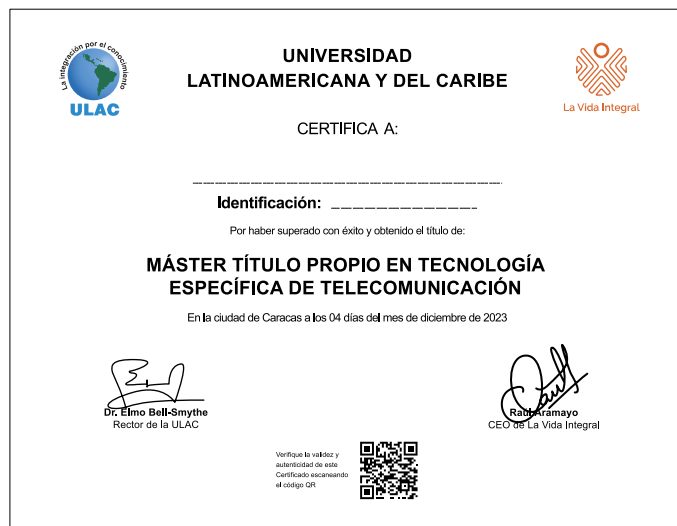 La integración por el conocimiento
ULAC
UNIVERSIDAD
LATINOAMERICANA Y DEL CARIBE
La Vida Integral
CERTIFICA A:
Identificación:
Por haber superado con éxito y obtenido el título de:
MÁSTER TÍTULO PROPIO EN TECNOLOGÍA
ESPECÍFICA DE TELECOMUNICACIÓN
En la ciudad de Caracas a los 04 días del mes de diciembre de 2023
Dr. Elmo Bell-Smythe
Rector de la ULAC
Raúl Aramayo
CEO de La Vida Integral
Verifique la validez y
autenticidad de este
Certificado escaneando
el código QR